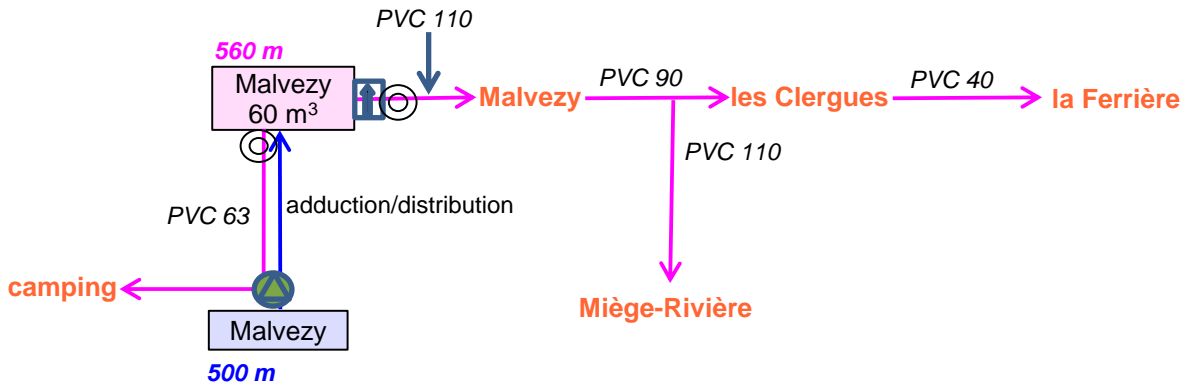 PVC 110
560 m
Malvezy
60 m³
Malvezy
PVC 90
les Clergues
PVC 40
la Ferrière
PVC 110
PVC 63
adduction/distribution
camping
Miège-Rivière
Malvezy
500 m